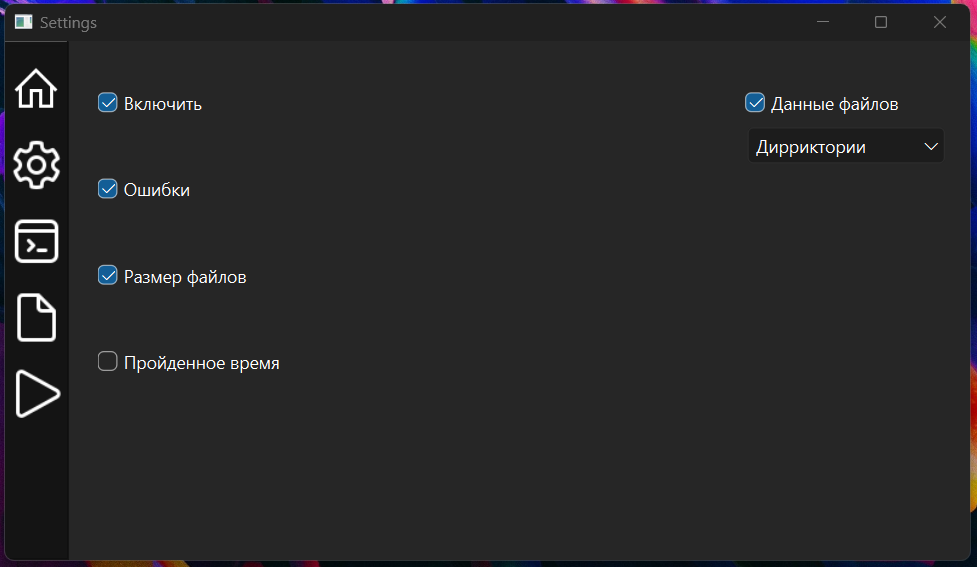 Settings
Включить
Данные файлов
Дирриктории
Ошибки
Размер файлов
Пройденное время